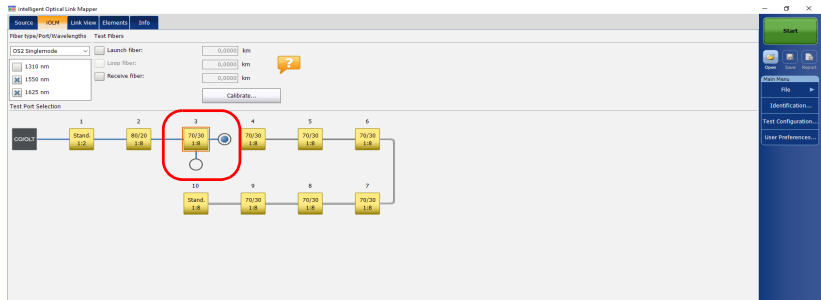 intelligent Optical Link Mapper
Source iOLM Link View Elements Info
Fiber type/Port/Wavelengths Test Fibers
OS2 Singlemode
Launch fiber: 0,0000 km
1310 nm
Loop fiber: 0,0000 km
1550 nm
Receive fiber: 0,0000 km
1625 nm
Calibrate...
?
Test Port Selection
1 2 3 4 5 6
CO/OLT
Stand. 1:2
80/20 1:8
70/30 1:8
70/30 1:8
70/30 1:8
70/30 1:8
10 9 8 7
Stand. 1:8
70/30 1:8
70/30 1:8
70/30 1:8
Start
Open Save Report
Main Menu
File
Identification...
Test Configuration...
User Preferences...